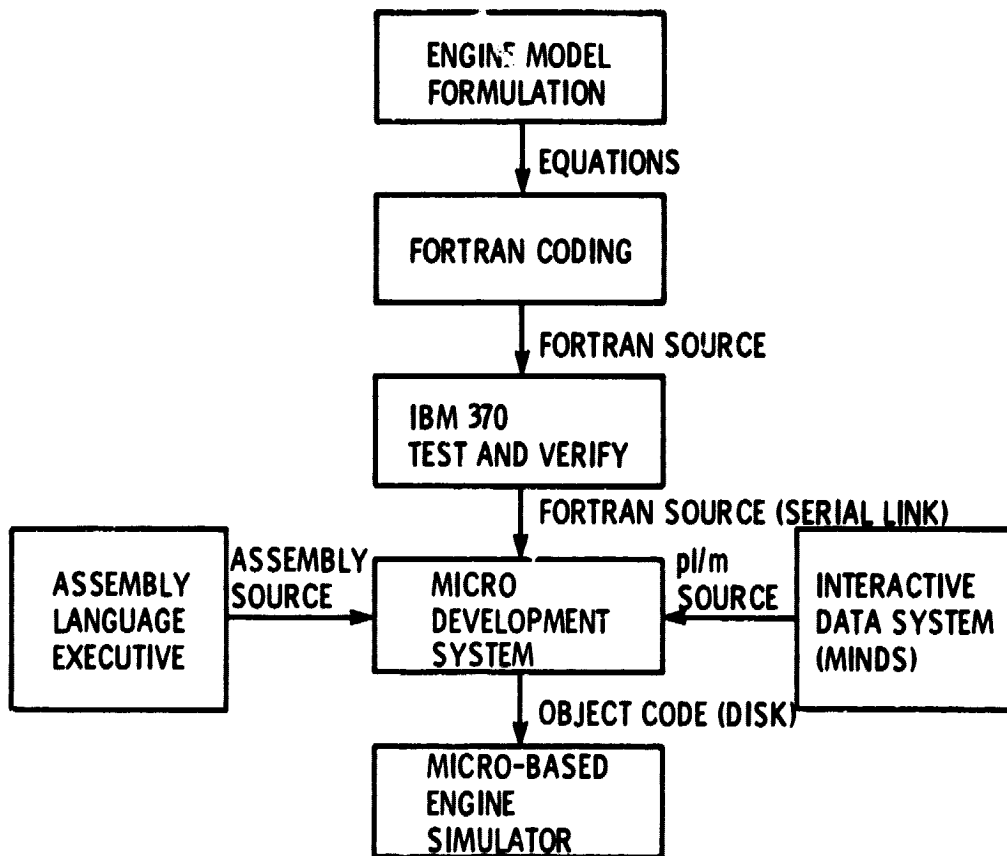 ENGINE MODEL
FORMULATION
EQUATIONS
FORTRAN CODING
FORTRAN SOURCE
IBM 370
TEST AND VERIFY
FORTRAN SOURCE (SERIAL LINK)
ASSEMBLY
LANGUAGE
EXECUTIVE
ASSEMBLY
SOURCE
MICRO
DEVELOPMENT
SYSTEM
pl/m
SOURCE
INTERACTIVE
DATA SYSTEM
(MINDS)
OBJECT CODE (DISK)
MICRO-BASED
ENGINE
SIMULATOR